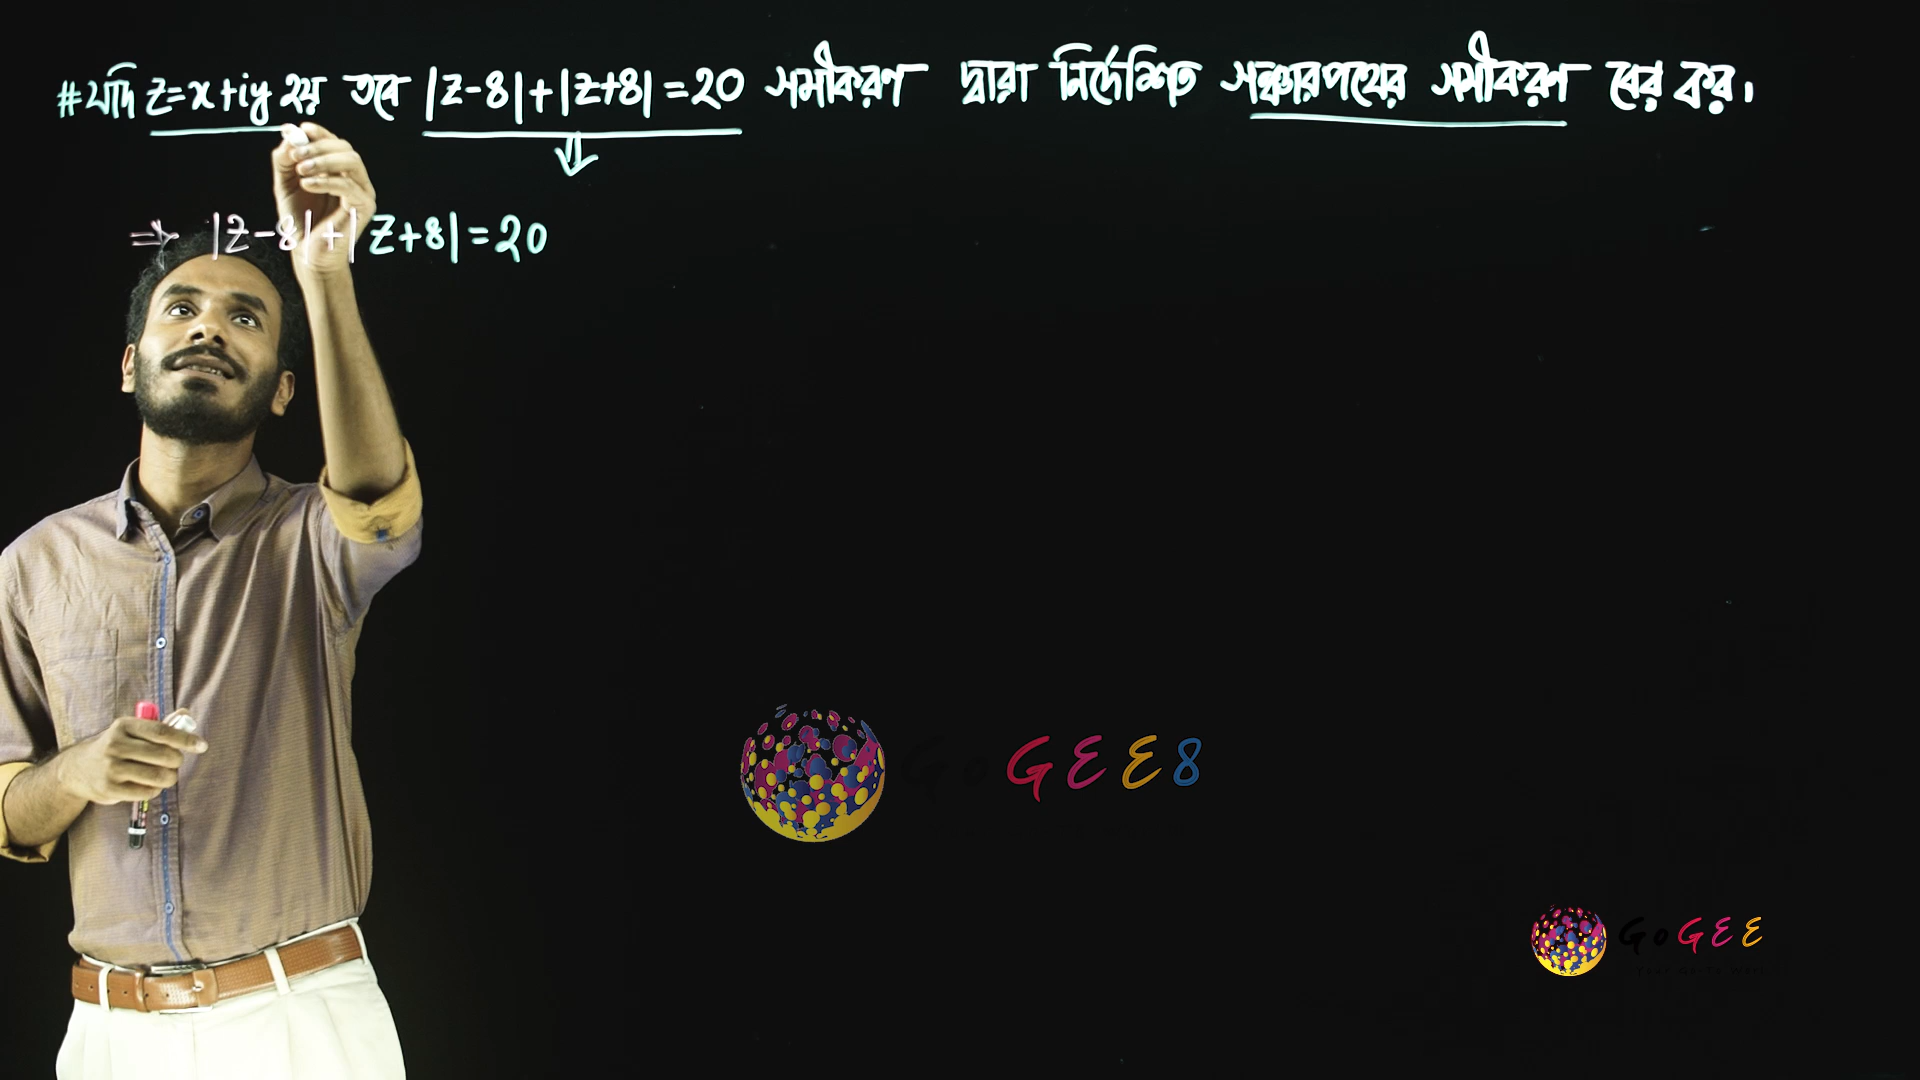 # যদি z=x+iy হয় তবে |z-8|+|z+8|=20 সমীকরণ দ্বারা নির্দেশিত সঞ্চারপথের সমীকরণ বের কর।
⇒ |z-8|+|z+8|=20
GoGEE8
GoGEE